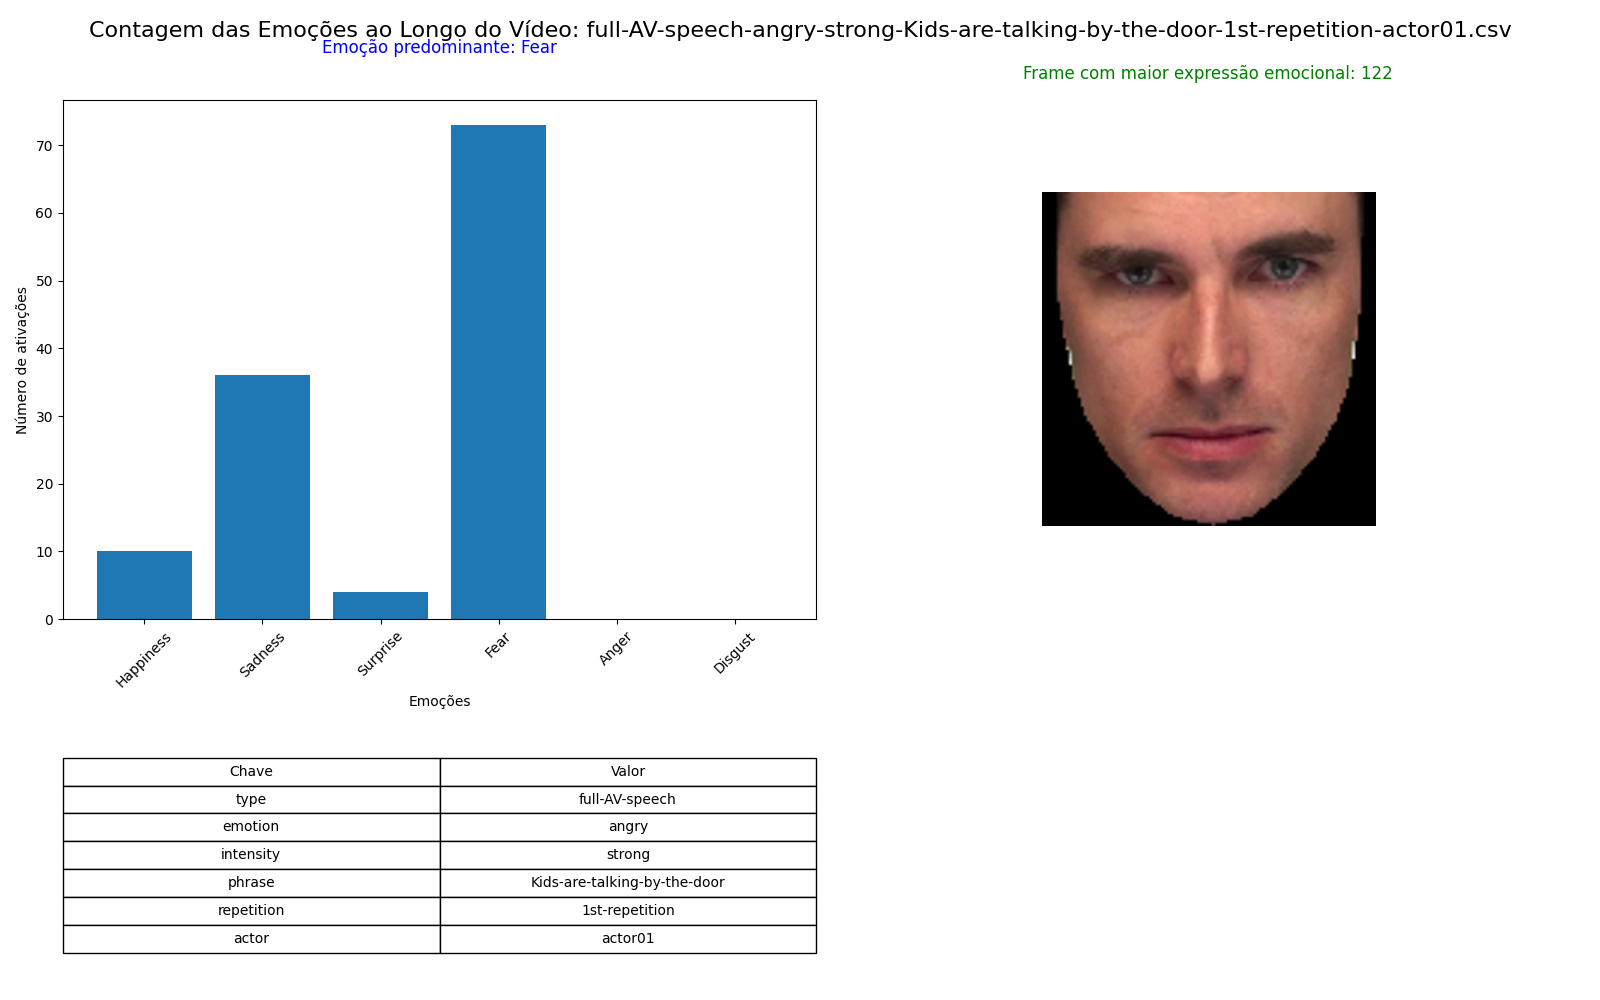 Contagem das Emoções ao Longo do Vídeo: full-AV-speech-angry-strong-Kids-are-talking-by-the-door-1st-repetition-actor01.csv
Emoção predominante: Fear
Frame com maior expressão emocional: 122
Número de ativações
70
60
50
40
30
20
10
0
Happiness
Sadness
Surprise
Fear
Anger
Disgust
Emoções
Chave Valor
type full-AV-speech
emotion angry
intensity strong
phrase Kids-are-talking-by-the-door
repetition 1st-repetition
actor actor01